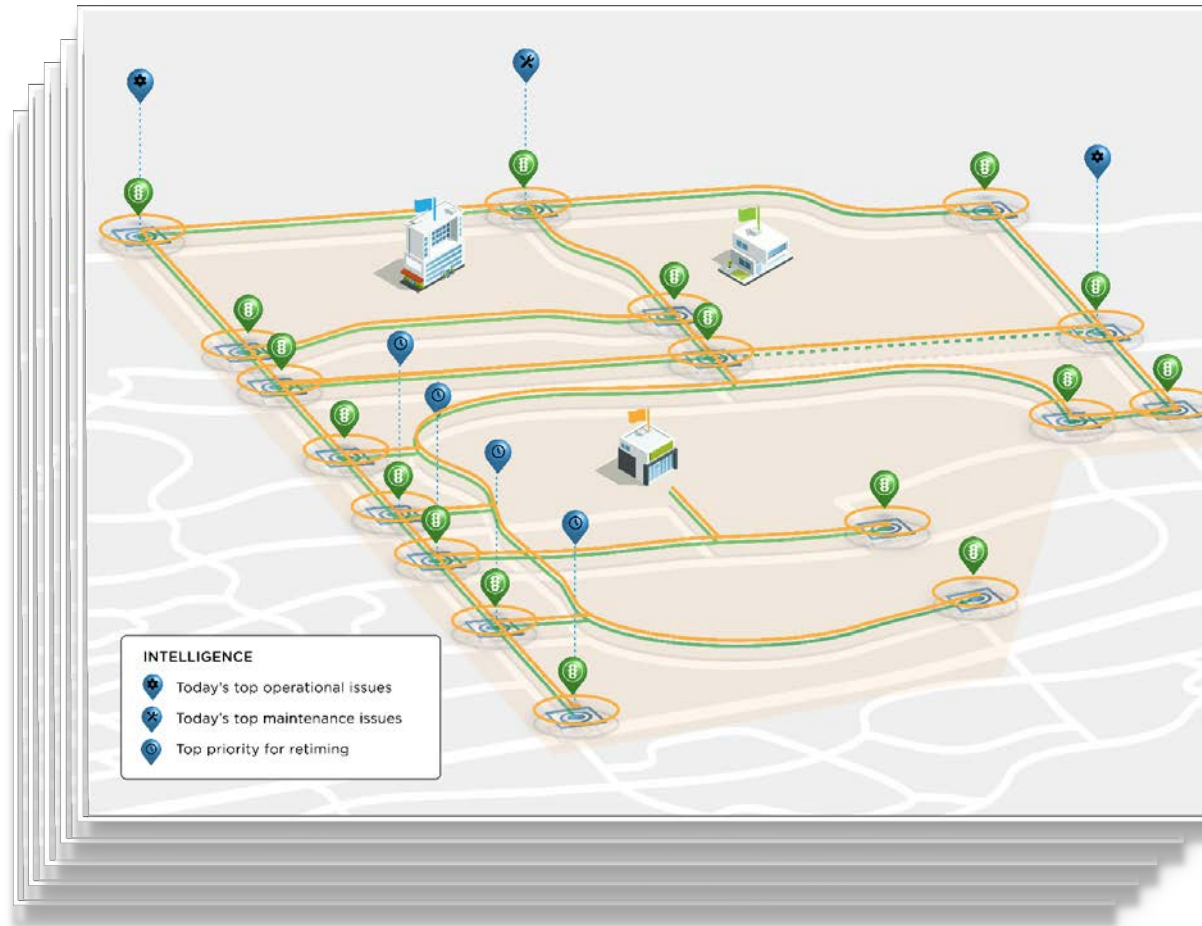 INTELLIGENCE
Today's top operational issues
Today's top maintenance issues
Top priority for retiming